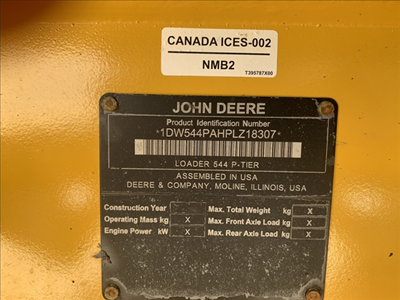 CANADA ICES-002
NMB2
T395797X00
JOHN DEERE
Product Identification Number
*1DW544PAHPLZ18307*
LOADER 544 P-TIER
ASSEMBLED IN USA
DEERE & COMPANY, MOLINE, ILLINOIS, USA
Construction Year Max. Total Weight kg X
Operating Mass kg X Max. Front Axle Load kg X
Engine Power kW X Max. Rear Axle Load kg X